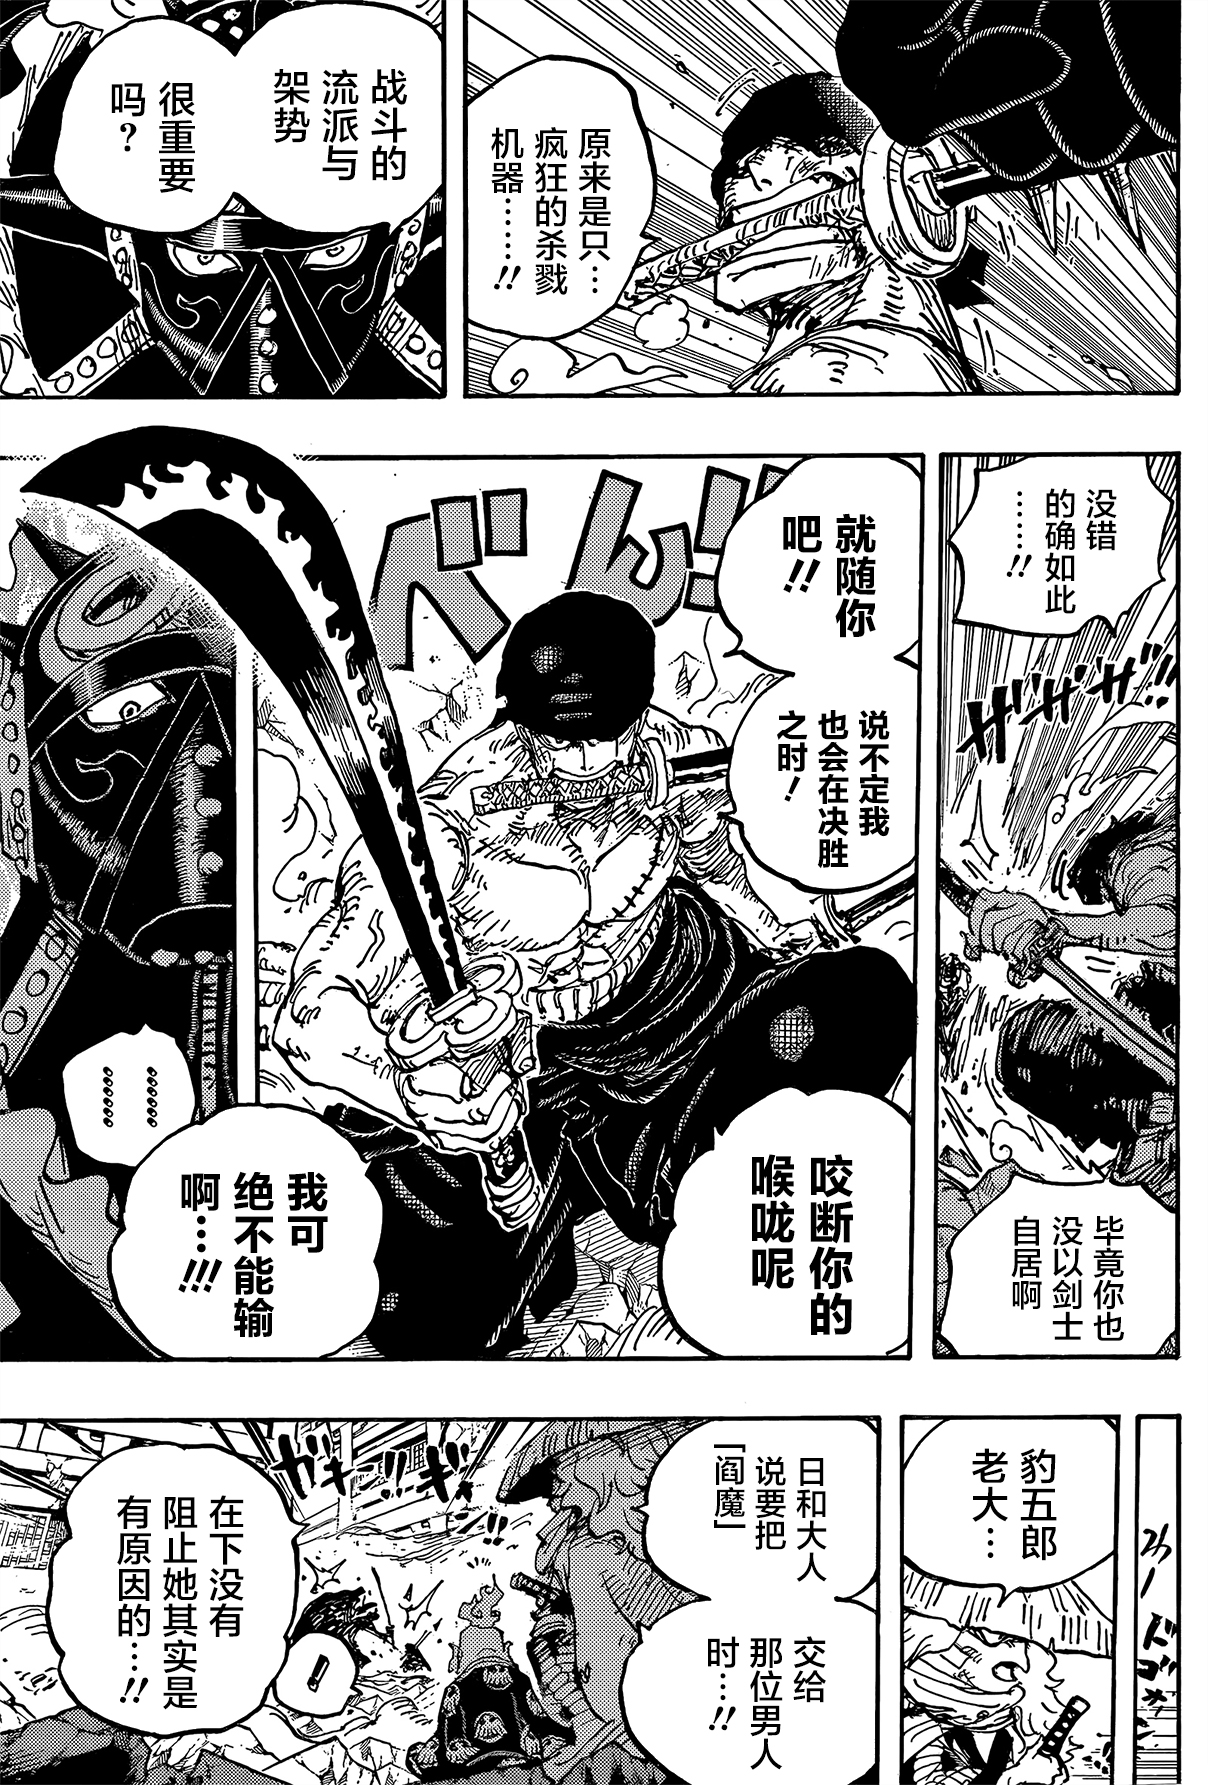 原来是只…
疯狂的杀戮
机器……!!
战斗的
流派与
架势
很重要
吗?
没错
的确如此
……!!
ザザザザ!!
毕竟你也
没以剑士
自居啊
就随你
吧!!
说不定我
也会在决胜
之时!
べん!!
咬断你的
喉咙呢
我可
绝不能输
啊…!!!
……
……
豹五郎
老大…
日和大人
说要把
「阎魔」
交给
那位男人
时…!!
!
在下没有
阻止她其实是
有原因的…!!